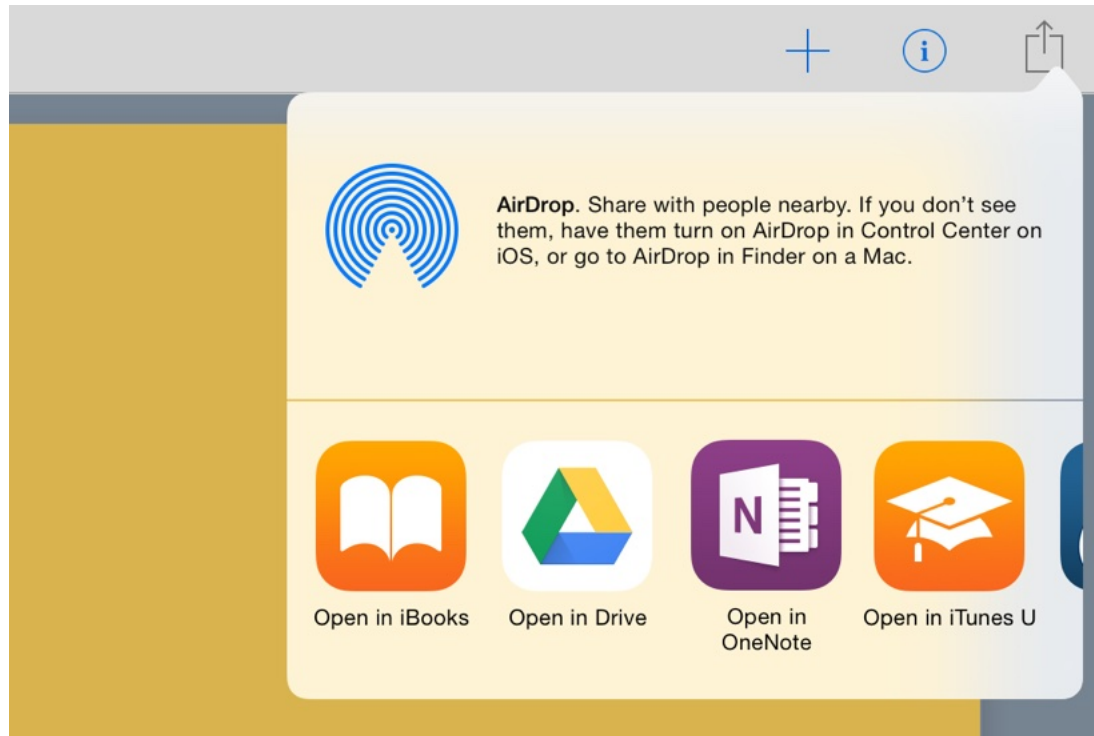 AirDrop. Share with people nearby. If you don't see
them, have them turn on AirDrop in Control Center on
iOS, or go to AirDrop in Finder on a Mac.
N
Open in iBooks
Open in Drive
Open in
OneNote
Open in iTunes U